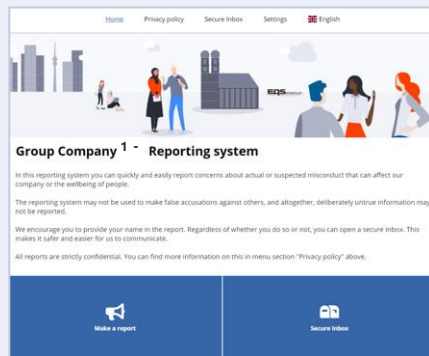 Home Privacy policy Secure Inbox Settings English
EQS
Group Company 1 - Reporting system
In this reporting system you can quickly and easily report concerns about actual or suspected misconduct that can affect our
company or the wellbeing of people.
The reporting system may not be used to make false accusations against others, and altogether, deliberately untrue information may
not be reported.
We encourage you to provide your name in the report. Regardless of whether you do so or not, you can open a secure Inbox. This
makes it safer and easier for us to communicate.
All reports are strictly confidential. You can find more information on this in menu section "Privacy policy" above.
Make a report Secure Inbox